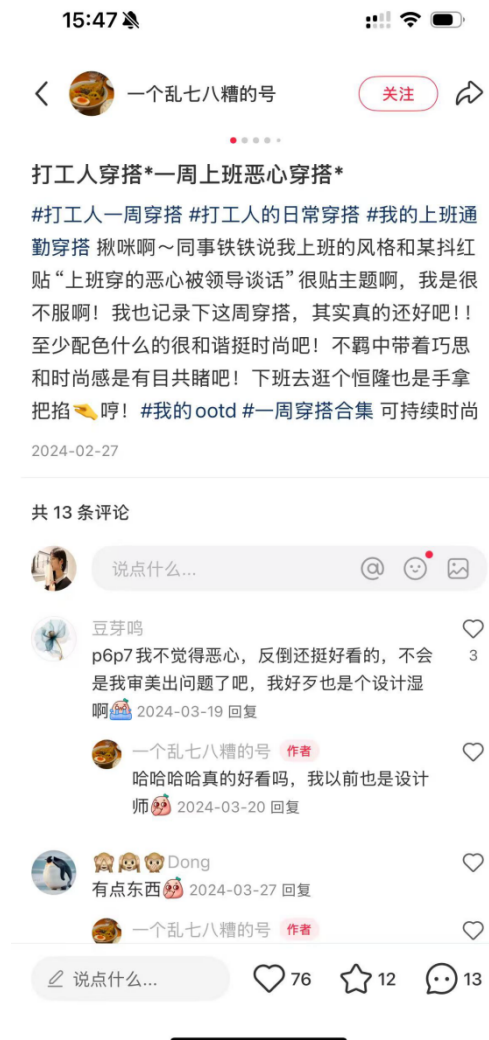 15:47
一个乱七八糟的号
关注
打工人穿搭*一周上班恶心穿搭*
#打工人一周穿搭 #打工人的日常穿搭 #我的上班通
勤穿搭 揪咪啊～同事铁铁说我上班的风格和某抖红
贴“上班穿的恶心被领导谈话”很贴主题啊，我是很
不服啊！我也记录下这周穿搭，其实真的还好吧!!
至少配色什么的很和谐挺时尚吧！不羁中带着巧思
和时尚感是有目共睹吧！下班去逛个恒隆也是手拿
把掐🤏哼！#我的ootd #一周穿搭合集 可持续时尚
2024-02-27
共 13 条评论
说点什么...
豆芽鸣
p6p7我不觉得恶心，反倒还挺好看的，不会
是我审美出问题了吧，我好歹也是个设计湿
啊 2024-03-19 回复
3
一个乱七八糟的号 作者
哈哈哈哈真的好看吗，我以前也是设计
师 2024-03-20 回复
🙈🙉🙊Dong
有点东西 2024-03-27 回复
一个乱七八糟的号 作者
说点什么... 76 12 13